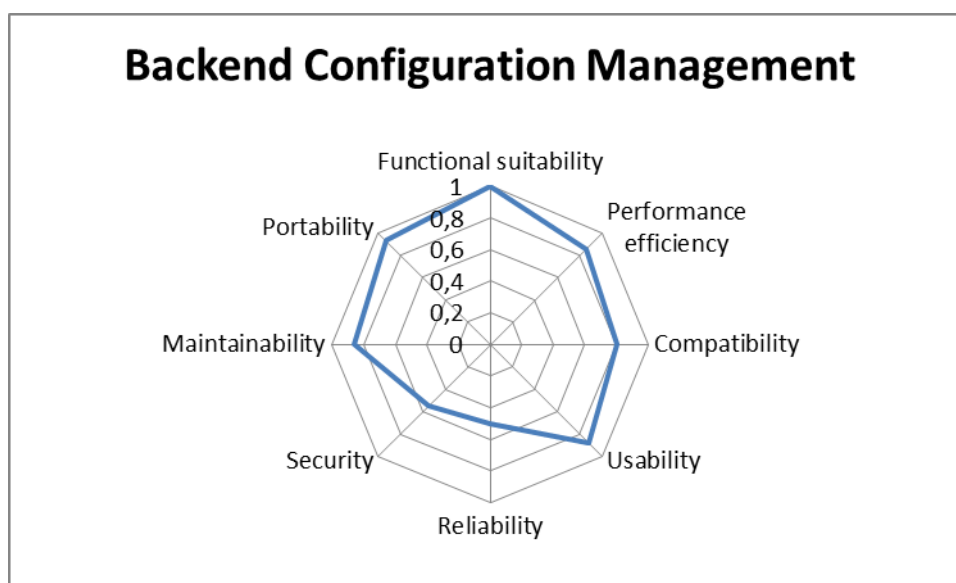 Backend Configuration Management
Functional suitability
1
0,8
0,6
0,4
0,2
0
Performance
efficiency
Compatibility
Usability
Reliability
Security
Maintainability
Portability